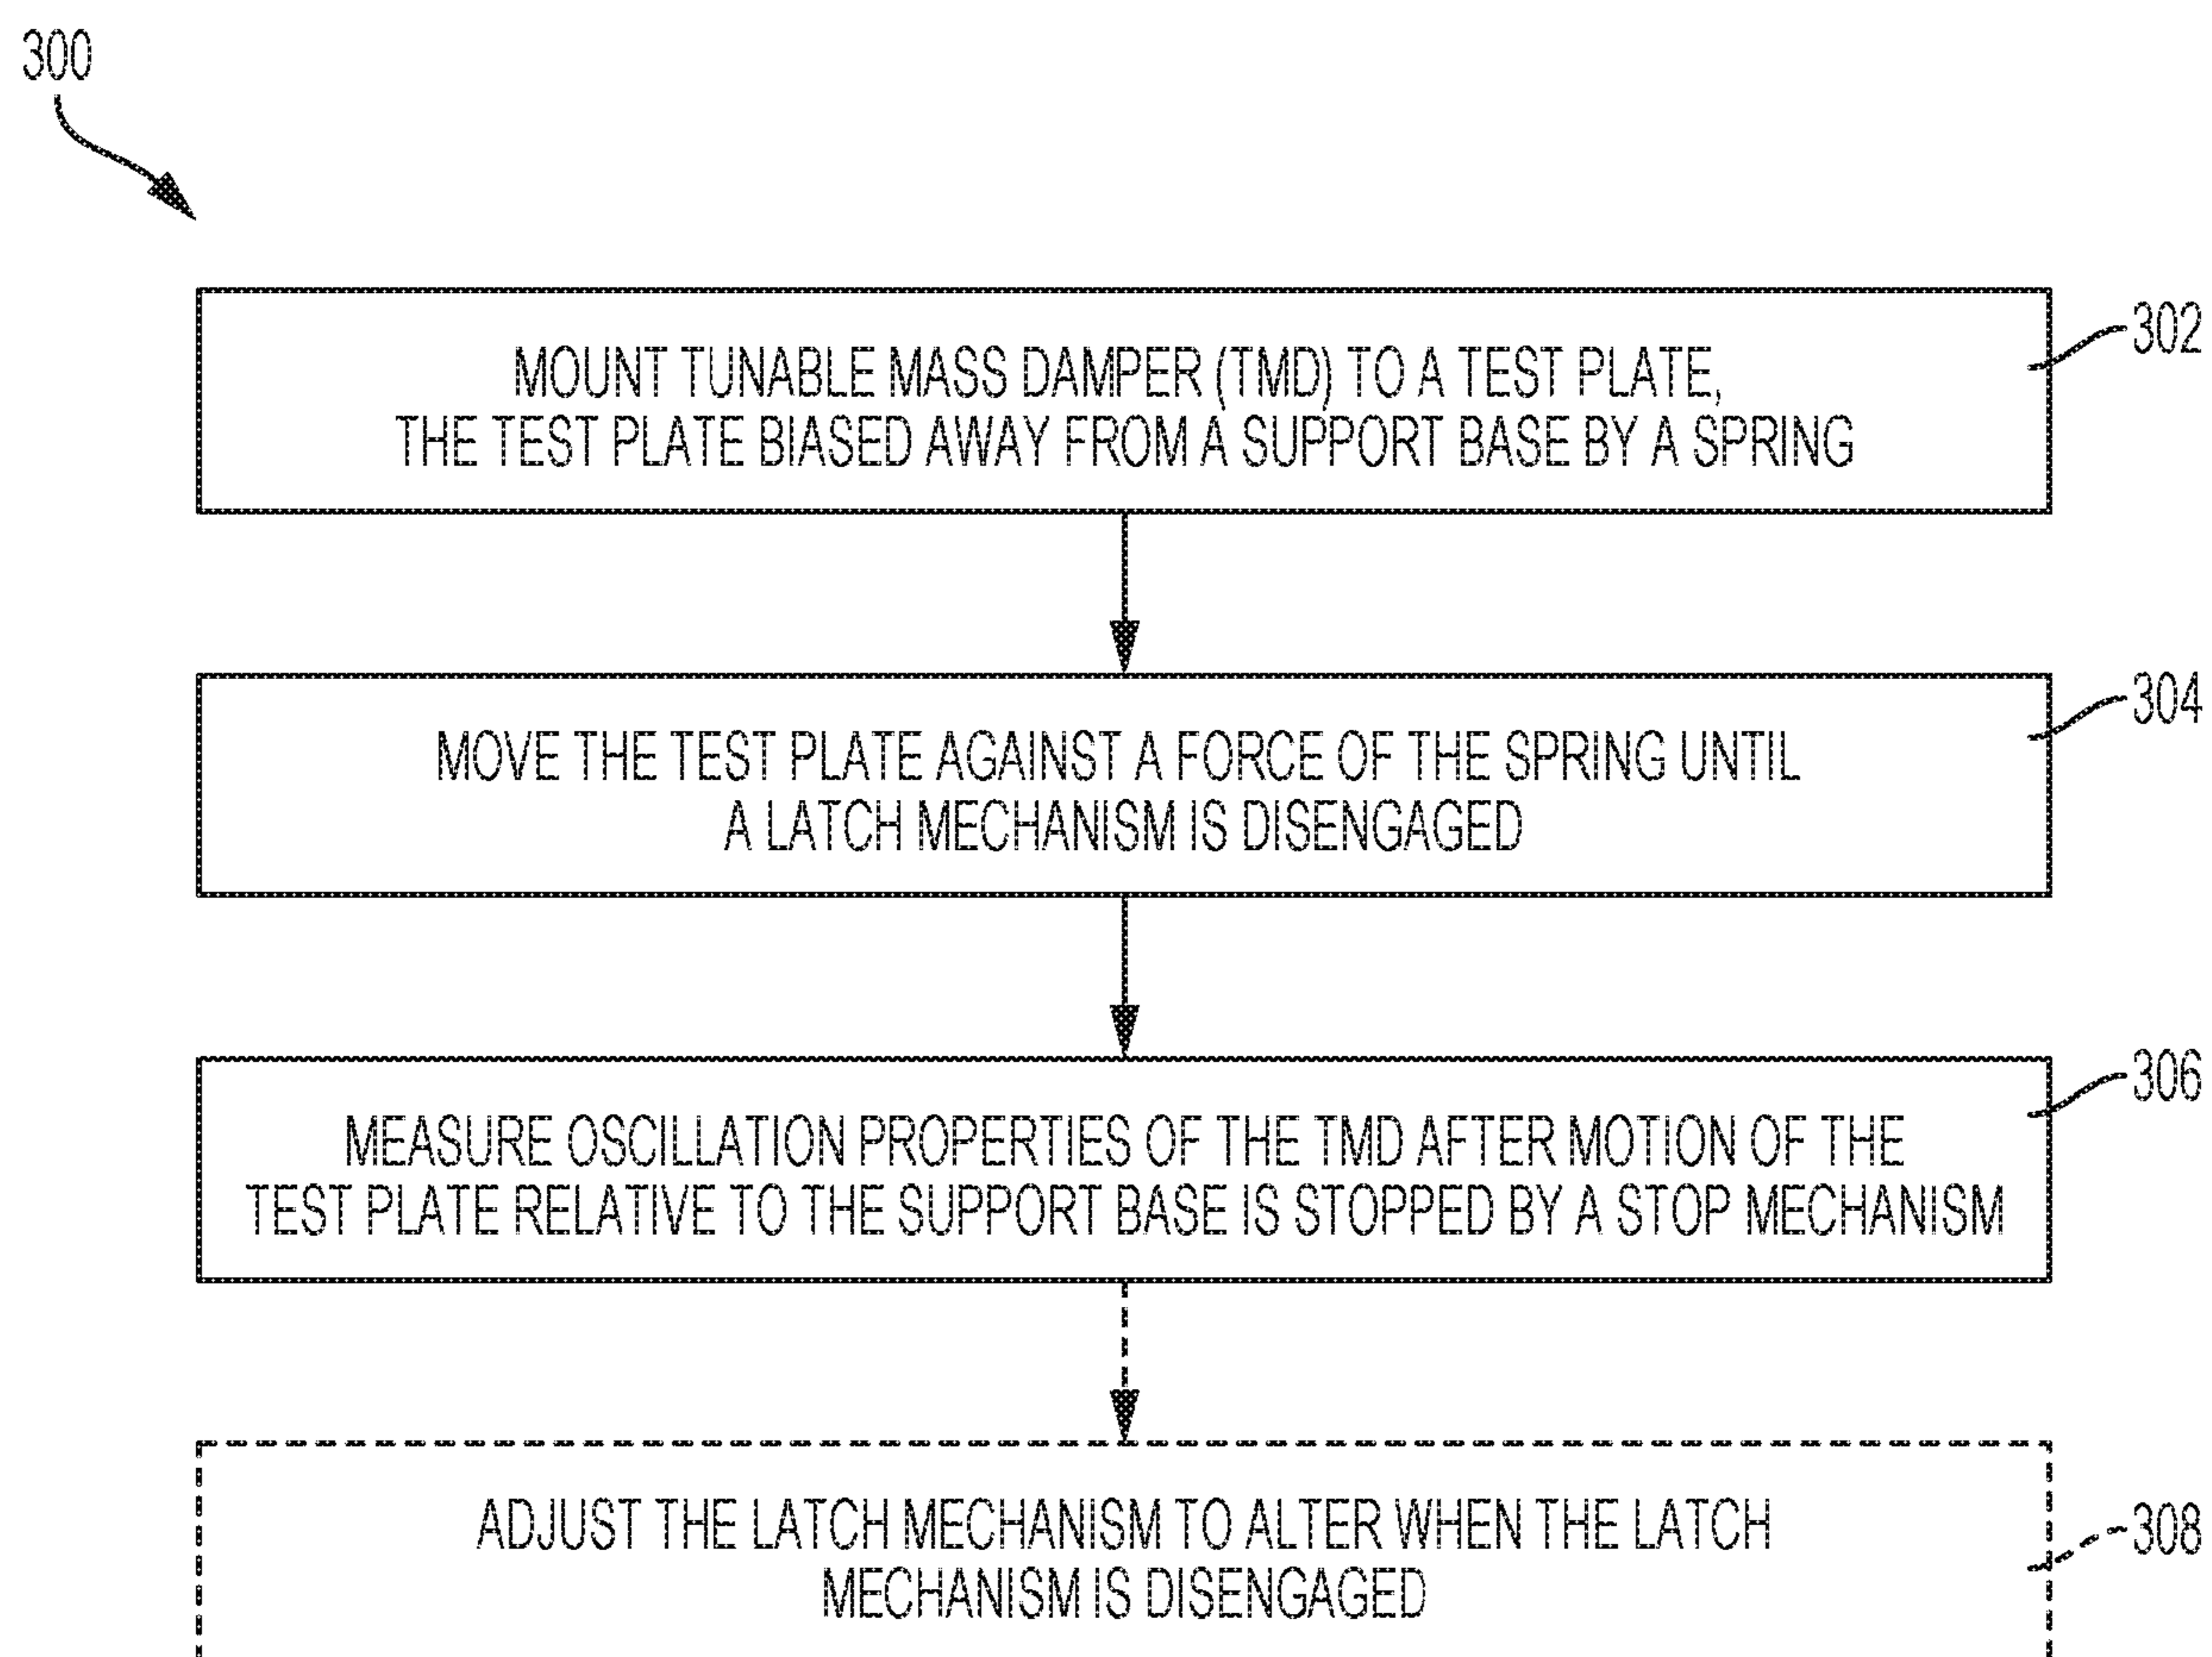 300
302
MOUNT TUNABLE MASS DAMPER (TMD) TO A TEST PLATE,
THE TEST PLATE BIASED AWAY FROM A SUPPORT BASE BY A SPRING
304
MOVE THE TEST PLATE AGAINST A FORCE OF THE SPRING UNTIL
A LATCH MECHANISM IS DISENGAGED
306
MEASURE OSCILLATION PROPERTIES OF THE TMD AFTER MOTION OF THE
TEST PLATE RELATIVE TO THE SUPPORT BASE IS STOPPED BY A STOP MECHANISM
308
ADJUST THE LATCH MECHANISM TO ALTER WHEN THE LATCH
MECHANISM IS DISENGAGED